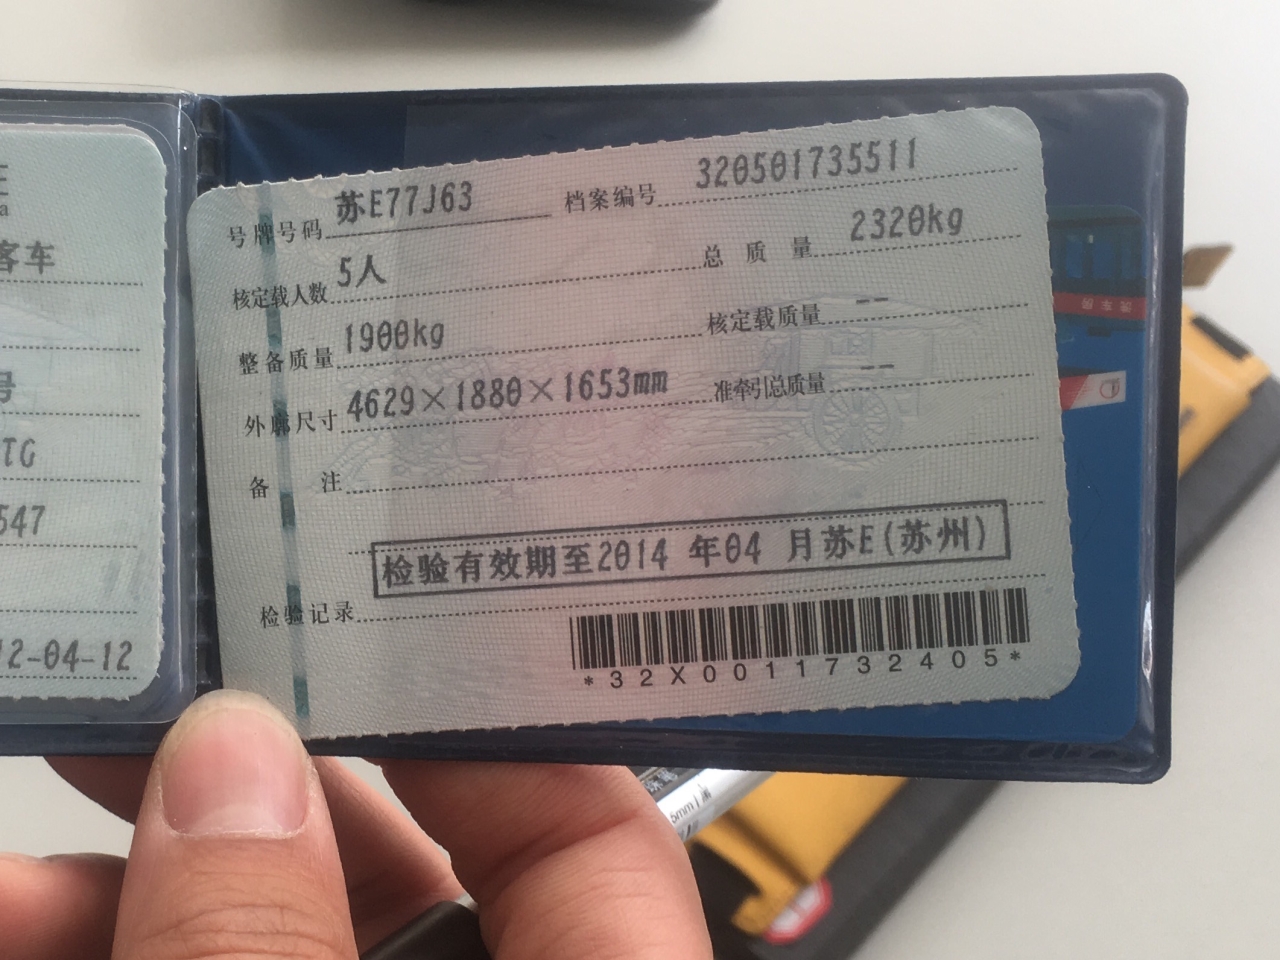 客车
号
TG
547
12-04-12
号牌号码 苏E77J63 档案编号 320501735511
核定载人数 5人 总质量 2320kg
整备质量 1900kg 核定载质量 --
外廓尺寸 4629×1880×1653mm 准牵引总质量 --
备注
检验有效期至2014 年04 月苏E(苏州)
检验记录
*32X0011732405*
洗车房
5mm